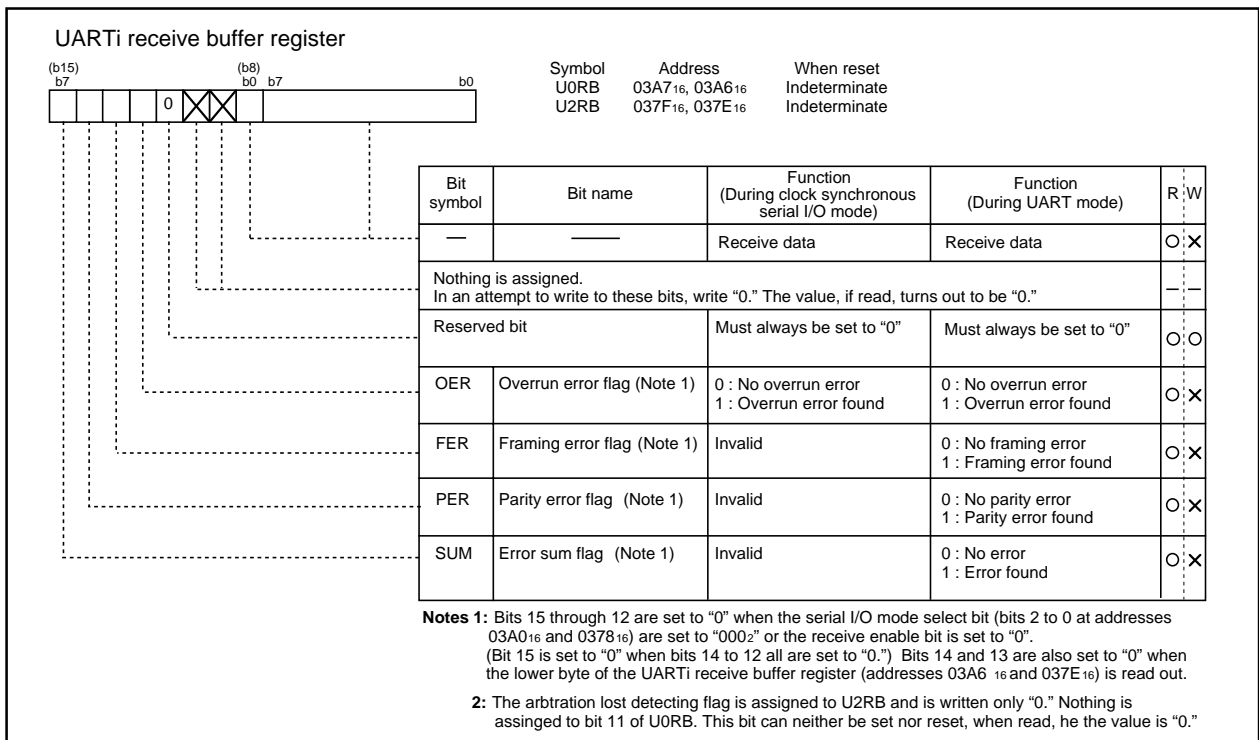 UARTi receive buffer register
(b15) (b8)
b7 b0 b7 b0
0
Symbol Address When reset
U0RB 03A716, 03A616 Indeterminate
U2RB 037F16, 037E16 Indeterminate
Bit symbol Bit name Function (During clock synchronous serial I/O mode) Function (During UART mode) R W
— — Receive data Receive data O X
Nothing is assigned.
In an attempt to write to these bits, write “0.” The value, if read, turns out to be “0.” – –
Reserved bit Must always be set to “0” Must always be set to “0” O O
OER Overrun error flag (Note 1) 0 : No overrun error 0 : No overrun error O X
1 : Overrun error found 1 : Overrun error found
FER Framing error flag (Note 1) Invalid 0 : No framing error O X
1 : Framing error found
PER Parity error flag (Note 1) Invalid 0 : No parity error O X
1 : Parity error found
SUM Error sum flag (Note 1) Invalid 0 : No error O X
1 : Error found
Notes 1: Bits 15 through 12 are set to “0” when the serial I/O mode select bit (bits 2 to 0 at addresses
03A016 and 037816) are set to “0002” or the receive enable bit is set to “0”.
(Bit 15 is set to “0” when bits 14 to 12 all are set to “0.”) Bits 14 and 13 are also set to “0” when
the lower byte of the UARTi receive buffer register (addresses 03A6 16 and 037E16) is read out.
2: The arbtration lost detecting flag is assigned to U2RB and is written only “0.” Nothing is
assinged to bit 11 of U0RB. This bit can neither be set nor reset, when read, he the value is “0.”